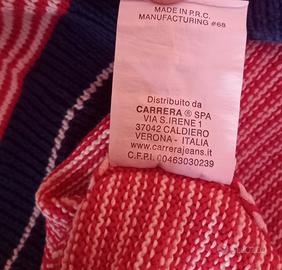 MADE IN P.R.C.
MANUFACTURING #68
Distribuito da
CARRERA ® SPA
VIA S.IRENE 1
37042 CALDIERO
VERONA - ITALIA
www.carrerajeans.it
C.F.P.I. 00463030239